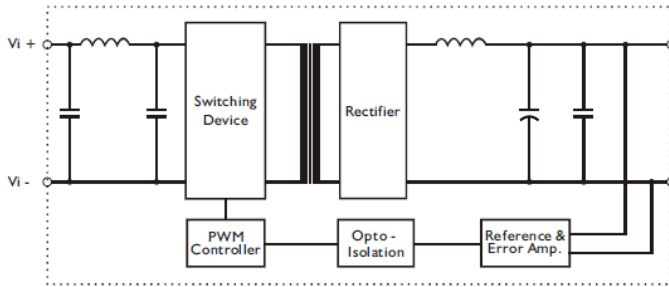 Vi +
Switching
Device
Rectifier
Vi -
PWM
Controller
Opto -
Isolation
Reference &
Error Amp.